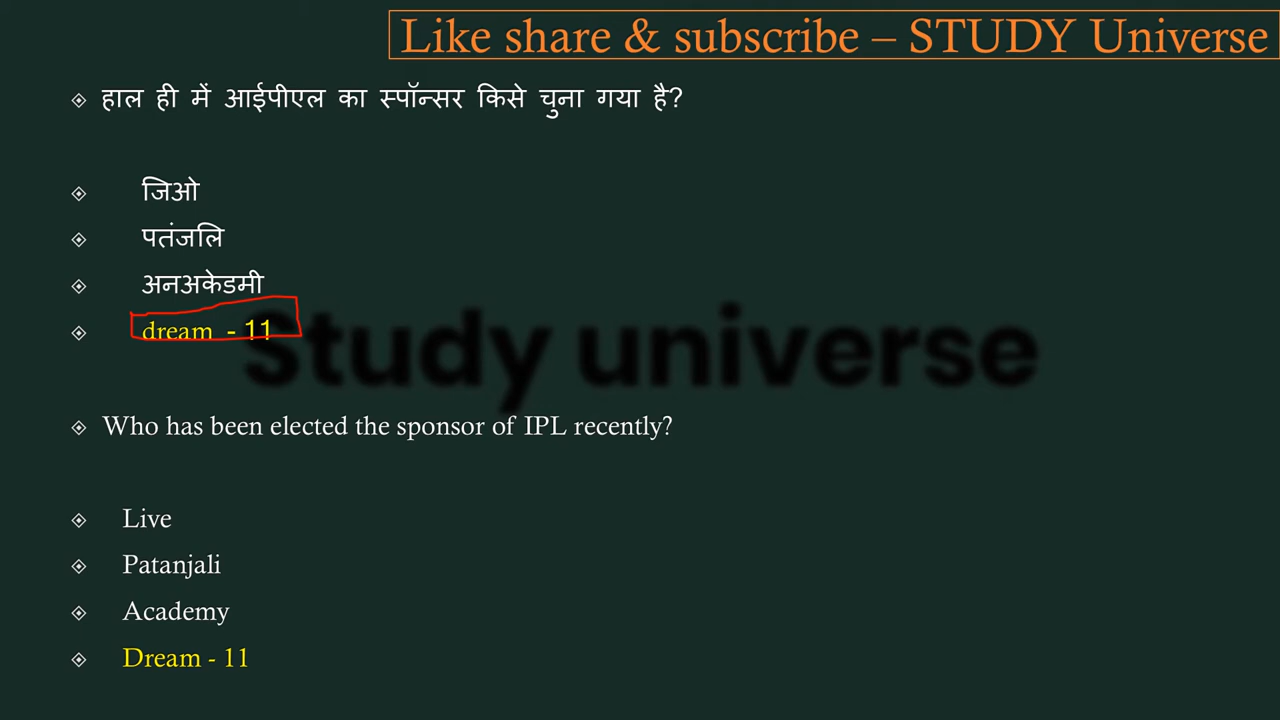 Like share & subscribe – STUDY Universe
हाल ही में आईपीएल का स्पॉन्सर किसे चुना गया है?
जिओ
पतंजलि
अनअकेडमी
dream - 11
Study universe
Who has been elected the sponsor of IPL recently?
Live
Patanjali
Academy
Dream - 11